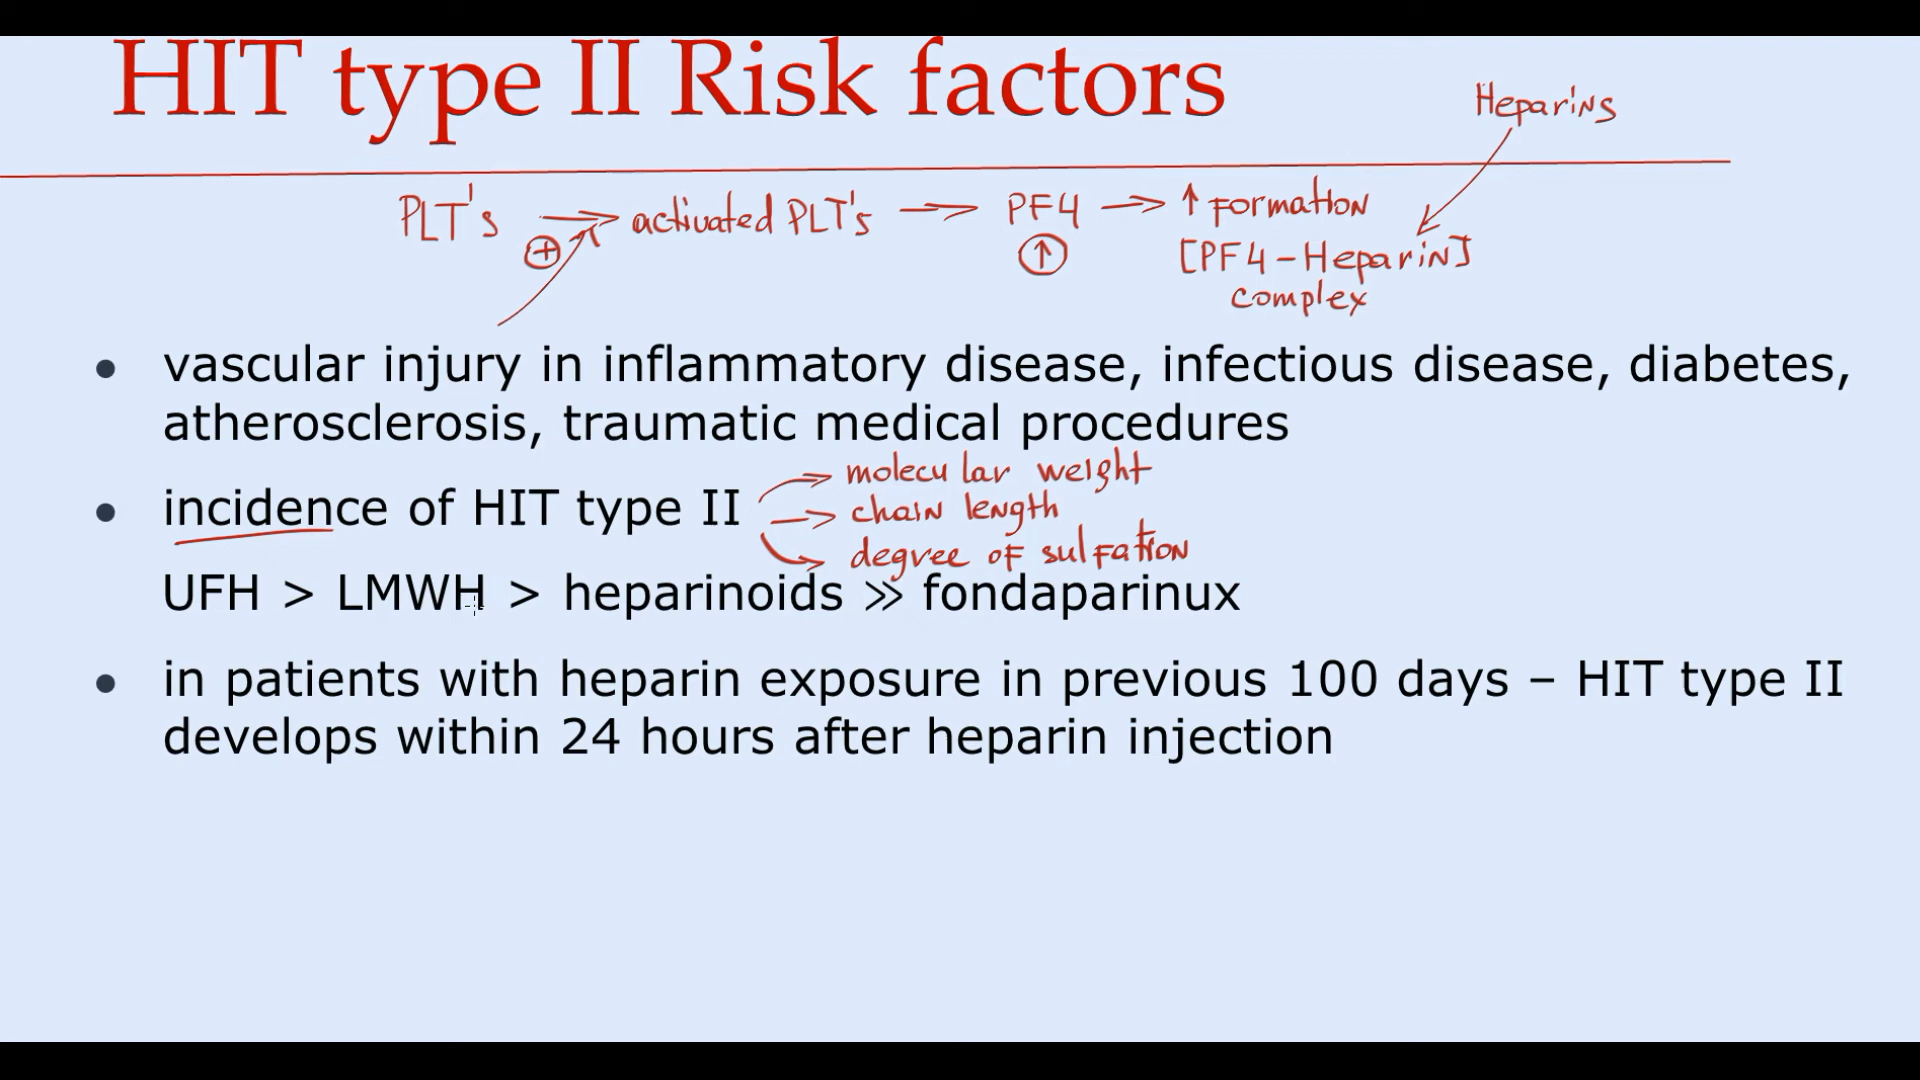 HIT type II Risk factors
Heparins
PLT's → activated PLT's → PF4 → ↑ formation
⊕ ↑ [PF4-Heparin]
complex
• vascular injury in inflammatory disease, infectious disease, diabetes,
atherosclerosis, traumatic medical procedures
→ molecular weight
• incidence of HIT type II → chain length
→ degree of sulfation
UFH > LMWH > heparinoids ≫ fondaparinux
• in patients with heparin exposure in previous 100 days – HIT type II
develops within 24 hours after heparin injection